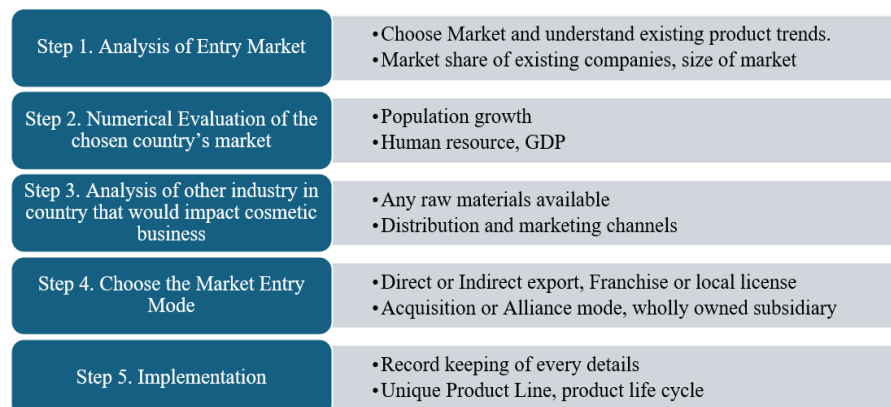 Step 1. Analysis of Entry Market
•Choose Market and understand existing product trends.
•Market share of existing companies, size of market
Step 2. Numerical Evaluation of the
chosen country’s market
•Population growth
•Human resource, GDP
Step 3. Analysis of other industry in
country that would impact cosmetic
business
•Any raw materials available
•Distribution and marketing channels
Step 4. Choose the Market Entry
Mode
•Direct or Indirect export, Franchise or local license
•Acquisition or Alliance mode, wholly owned subsidiary
Step 5. Implementation
•Record keeping of every details
•Unique Product Line, product life cycle